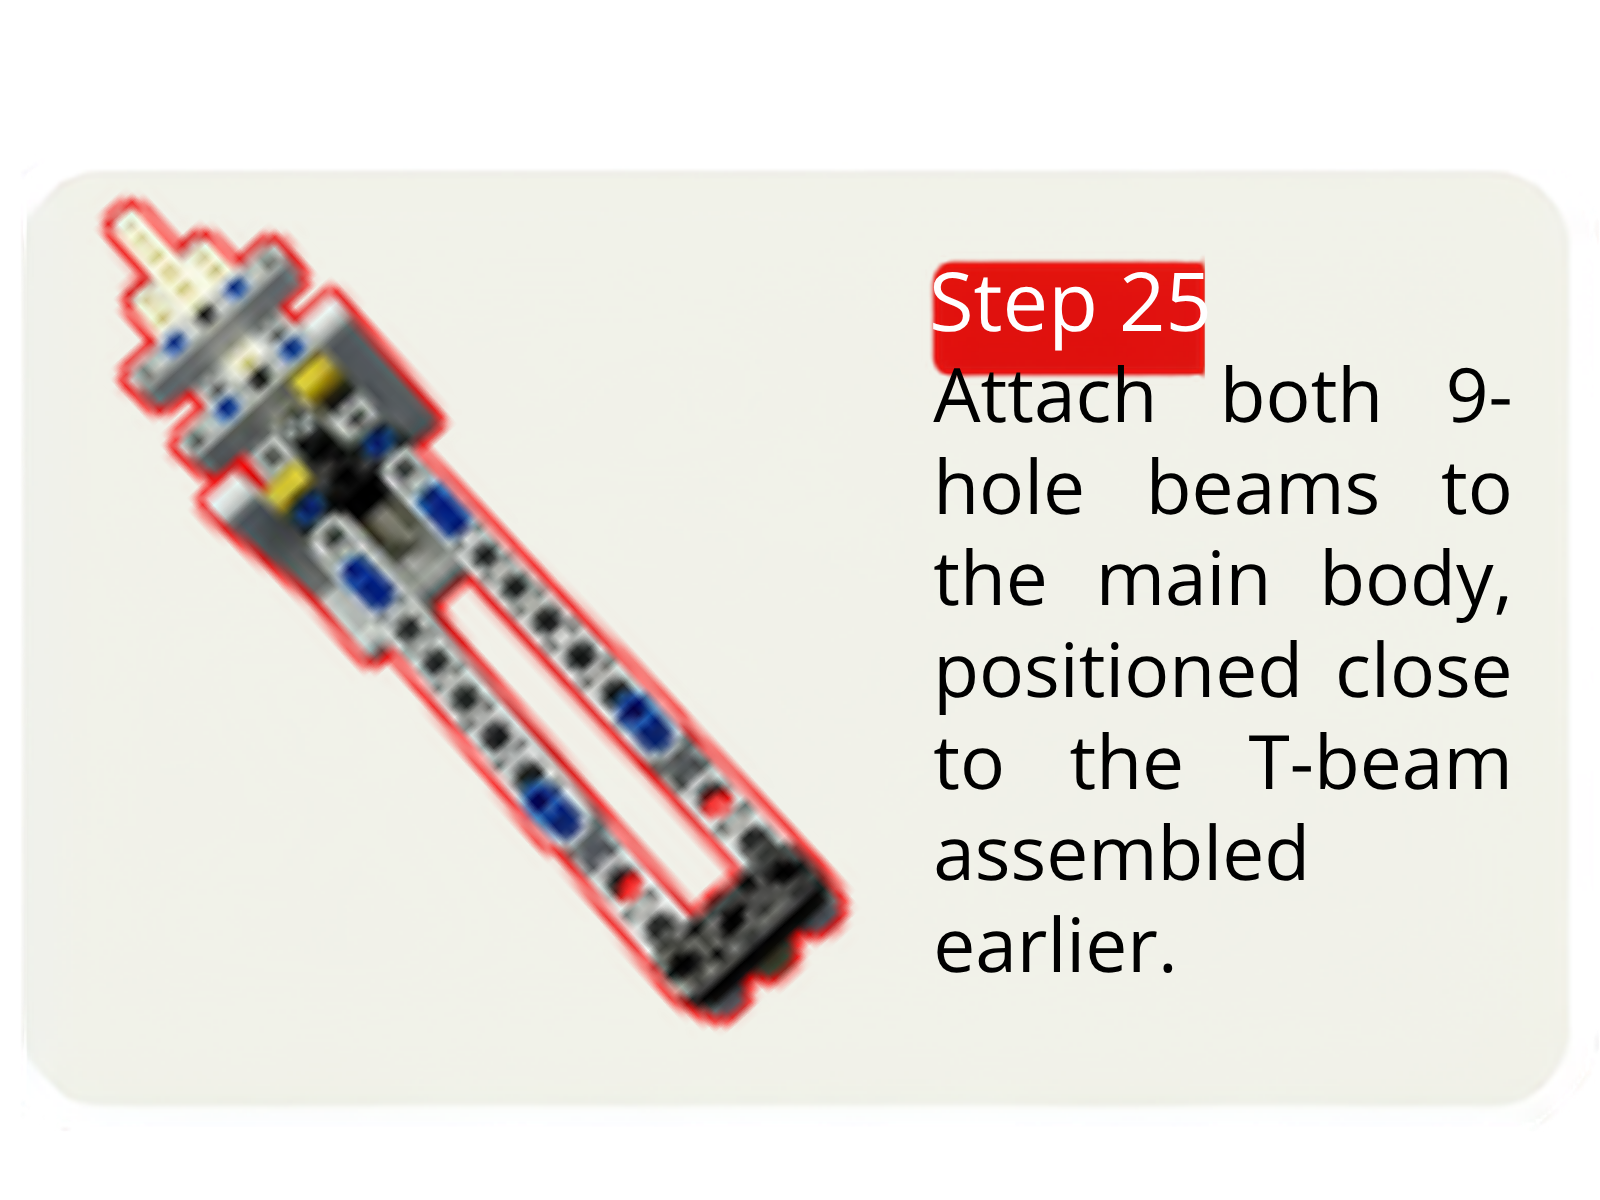 Step 25
Attach both 9-
hole beams to
the main body,
positioned close
to the T-beam
assembled
earlier.